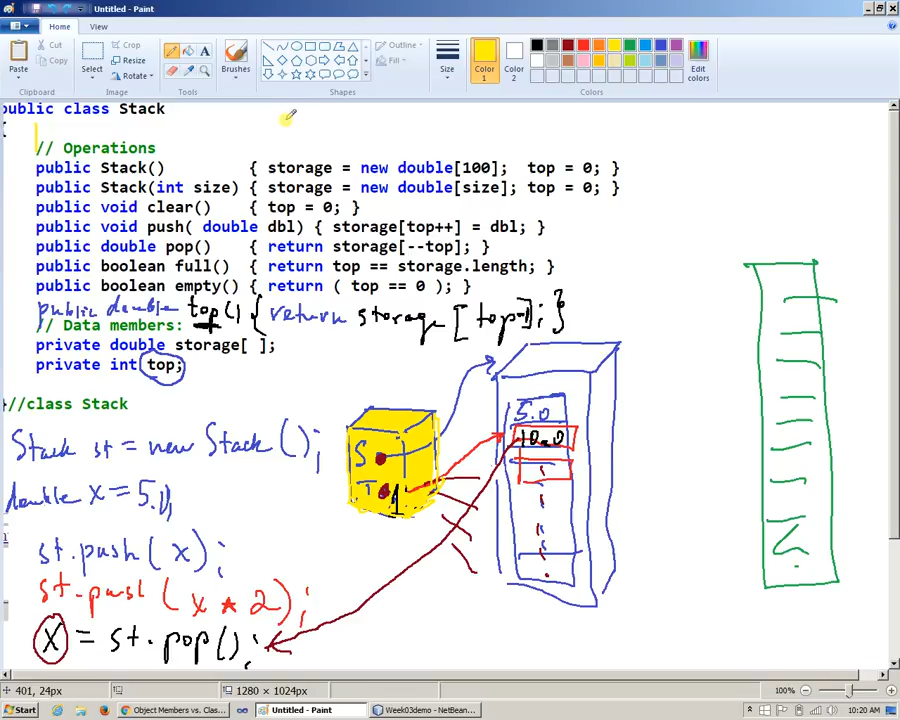 Untitled - Paint
Home View
Paste Cut Copy Clipboard
Select Crop Resize Rotate Image
A Tools
Brushes
Outline Fill Shapes
Size
Color 1 Color 2 Edit colors Colors
public class Stack
{
// Operations
public Stack() { storage = new double[100]; top = 0; }
public Stack(int size) { storage = new double[size]; top = 0; }
public void clear() { top = 0; }
public void push( double dbl) { storage[top++] = dbl; }
public double pop() { return storage[--top]; }
public boolean full() { return top == storage.length; }
public boolean empty() { return ( top == 0 ); }
public double top() { return storage [top-1]; }
// Data members:
private double storage[ ];
private int top;
}//class Stack
5.0
10.0
Stack st = new Stack();
S
T 1
double x = 5.0;
st.push(x);
st.push(x * 2);
x = st.pop();
401, 24px 1280 × 1024px 100%
Start Object Members vs. Class... Untitled - Paint Week03demo - NetBean... 10:20 AM